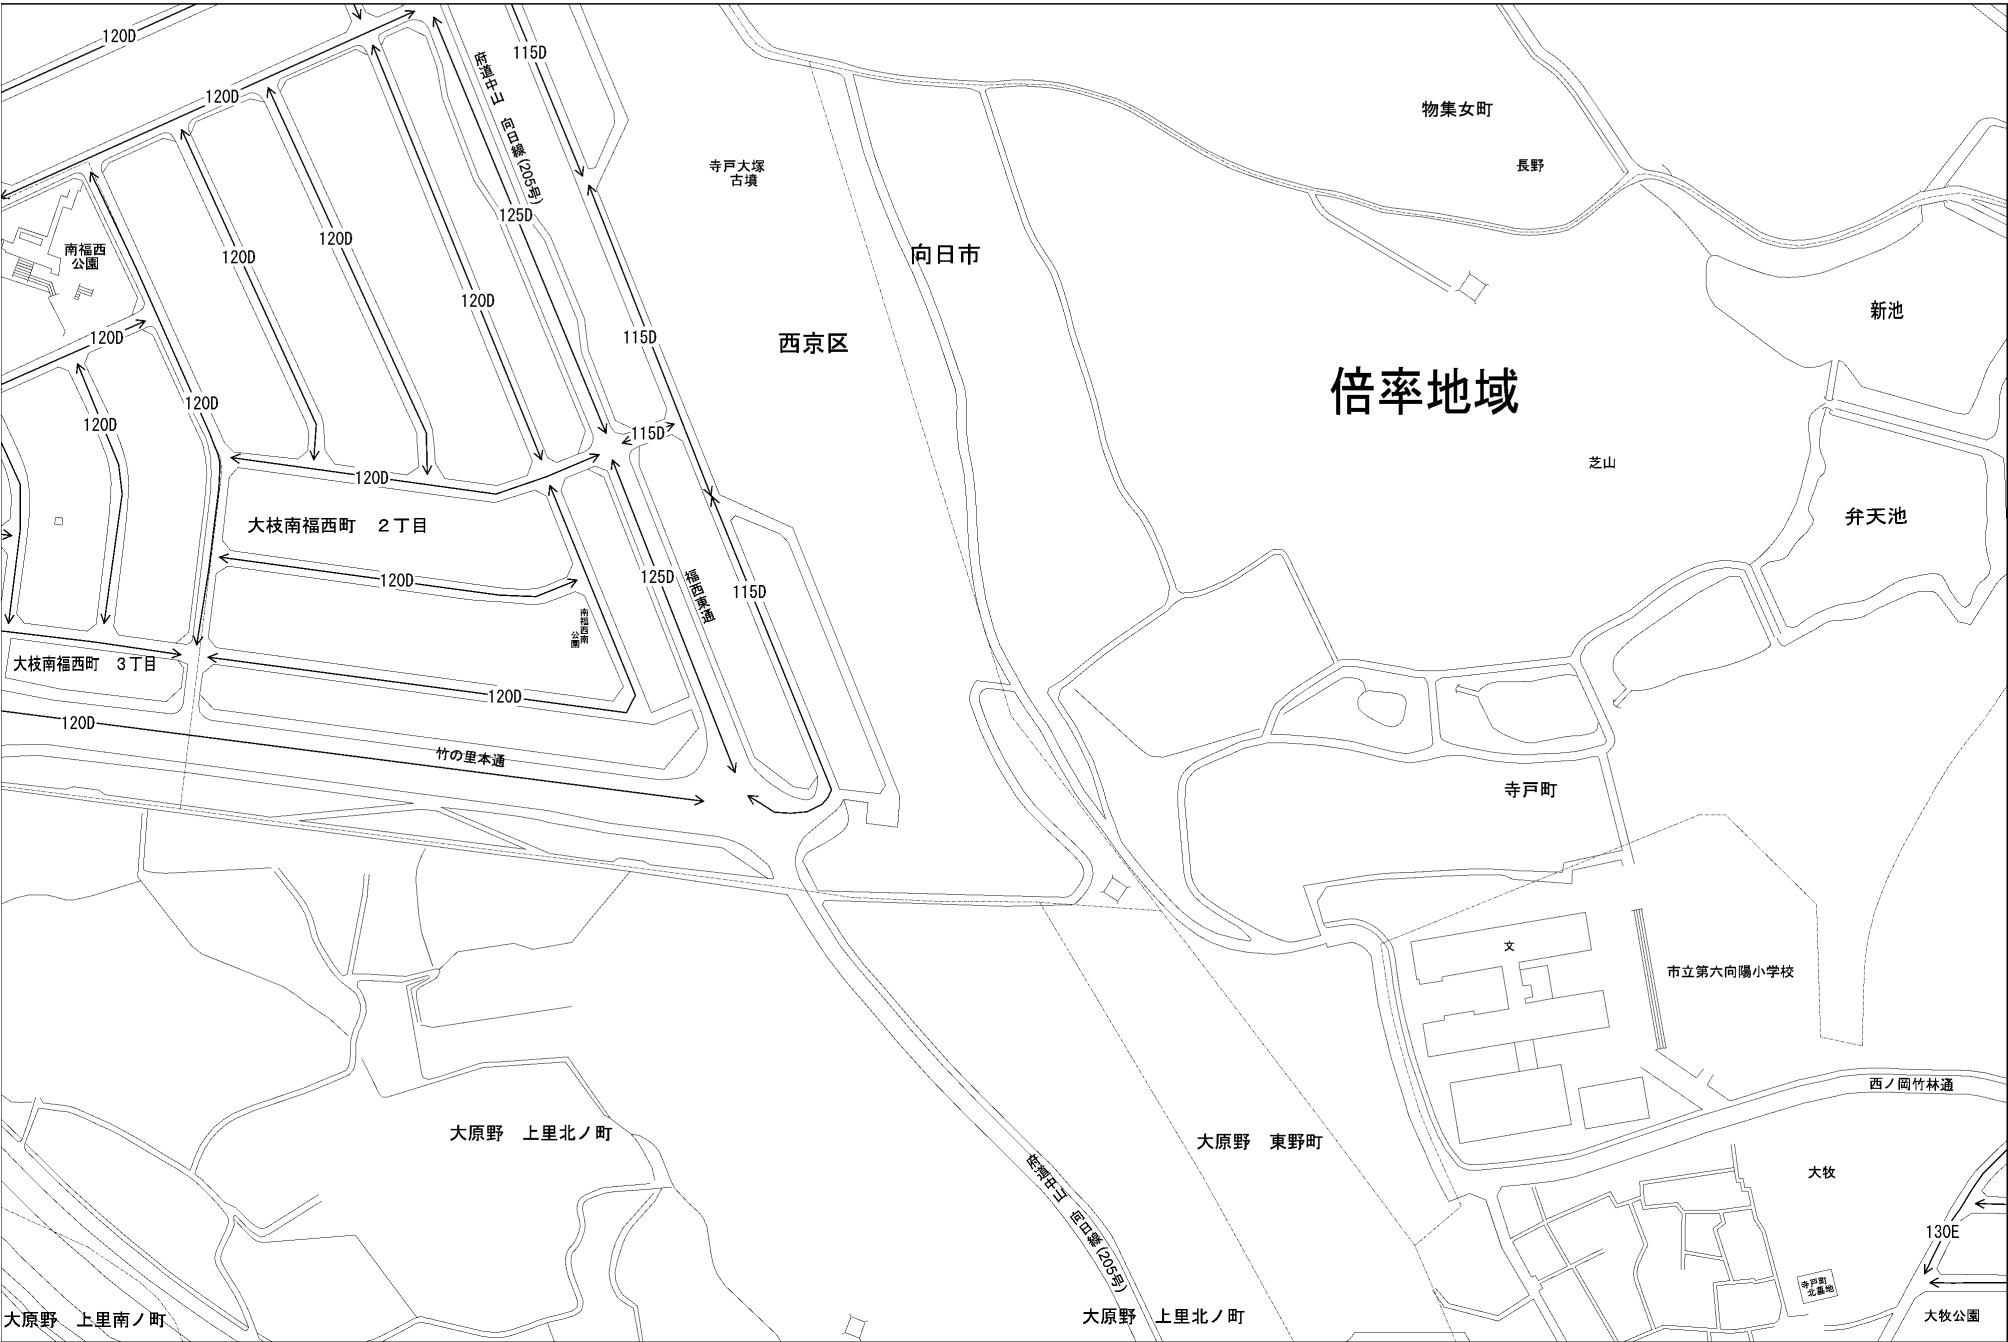 120D
115D
府道中山　向日線(205号)
120D
物集女町
長野
寺戸大塚
古墳
125D
120D
120D
南福西
公園
向日市
120D
新池
120D
115D
西京区
倍率地域
120D
120D
115D
芝山
120D
大枝南福西町　２丁目
弁天池
120D
125D
福西東通
115D
南福西南
公園
大枝南福西町　３丁目
120D
120D
竹の里本通
寺戸町
文
市立第六向陽小学校
西ノ岡竹林通
大原野　上里北ノ町
大原野　東野町
府道中山　向日線(205号)
大牧
130E
寺戸町
北墓地
大原野　上里南ノ町
大原野　上里北ノ町
大牧公園